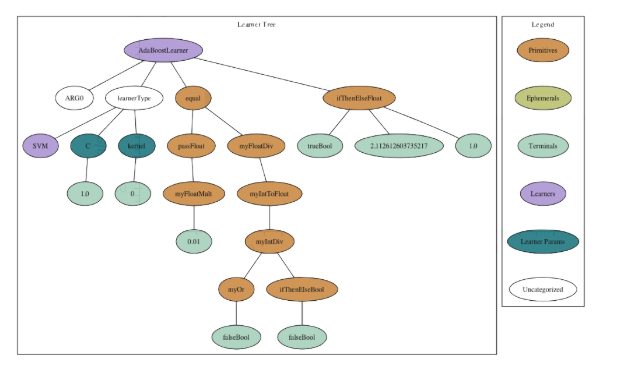 Learner Tree
Legend
AdaBoostLearner
Primitives
ARG0
learnerType
equal
ifThenElseFloat
Ephemerals
SVM
C
kernel
passFloat
myFloatDiv
trueBool
2.112612603735217
1.0
Terminals
1.0
0
myFloatMult
myIntToFloat
Learners
0.01
myIntDiv
Learner Params
myOr
ifThenElseBool
Uncategorized
falseBool
falseBool